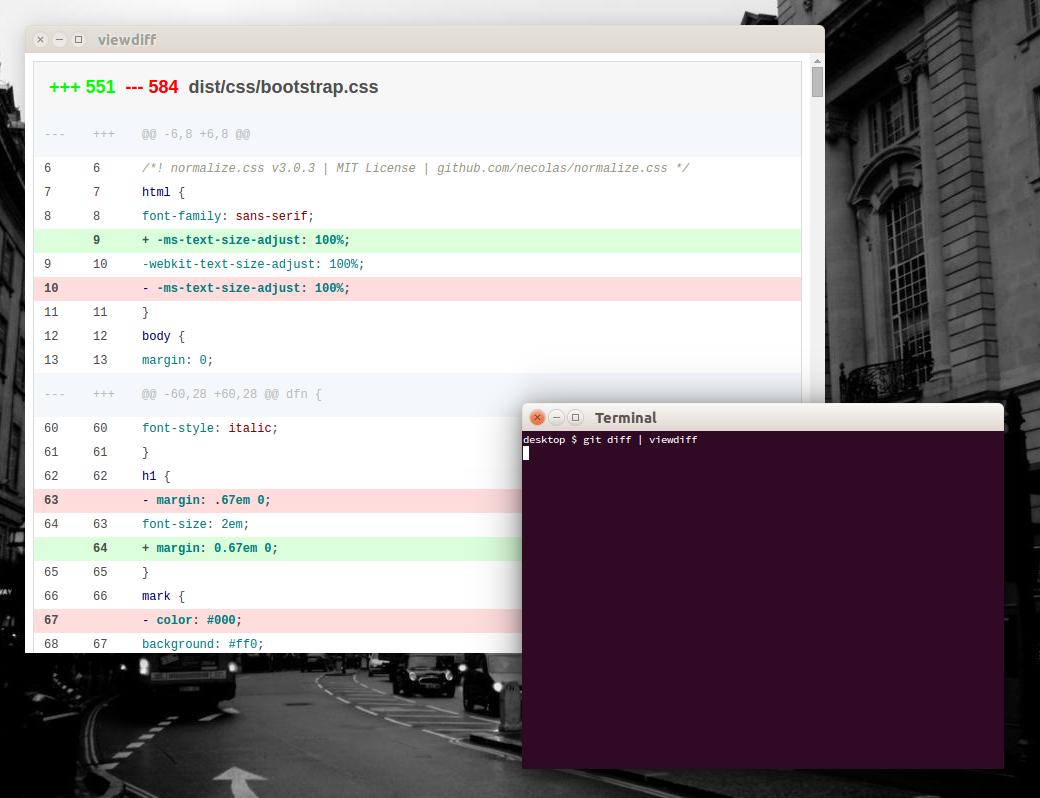 viewdiff
+++ 551 --- 584 dist/css/bootstrap.css
--- +++ @@ -6,8 +6,8 @@
6 6 /*! normalize.css v3.0.3 | MIT License | github.com/necolas/normalize.css */
7 7 html {
8 8 font-family: sans-serif;
9 + -ms-text-size-adjust: 100%;
9 10 -webkit-text-size-adjust: 100%;
10 - -ms-text-size-adjust: 100%;
11 11 }
12 12 body {
13 13 margin: 0;
--- +++ @@ -60,28 +60,28 @@ dfn {
60 60 font-style: italic;
61 61 }
62 62 h1 {
63 - margin: .67em 0;
64 63 font-size: 2em;
64 + margin: 0.67em 0;
65 65 }
66 66 mark {
67 - color: #000;
68 67 background: #ff0;
Terminal
desktop $ git diff | viewdiff